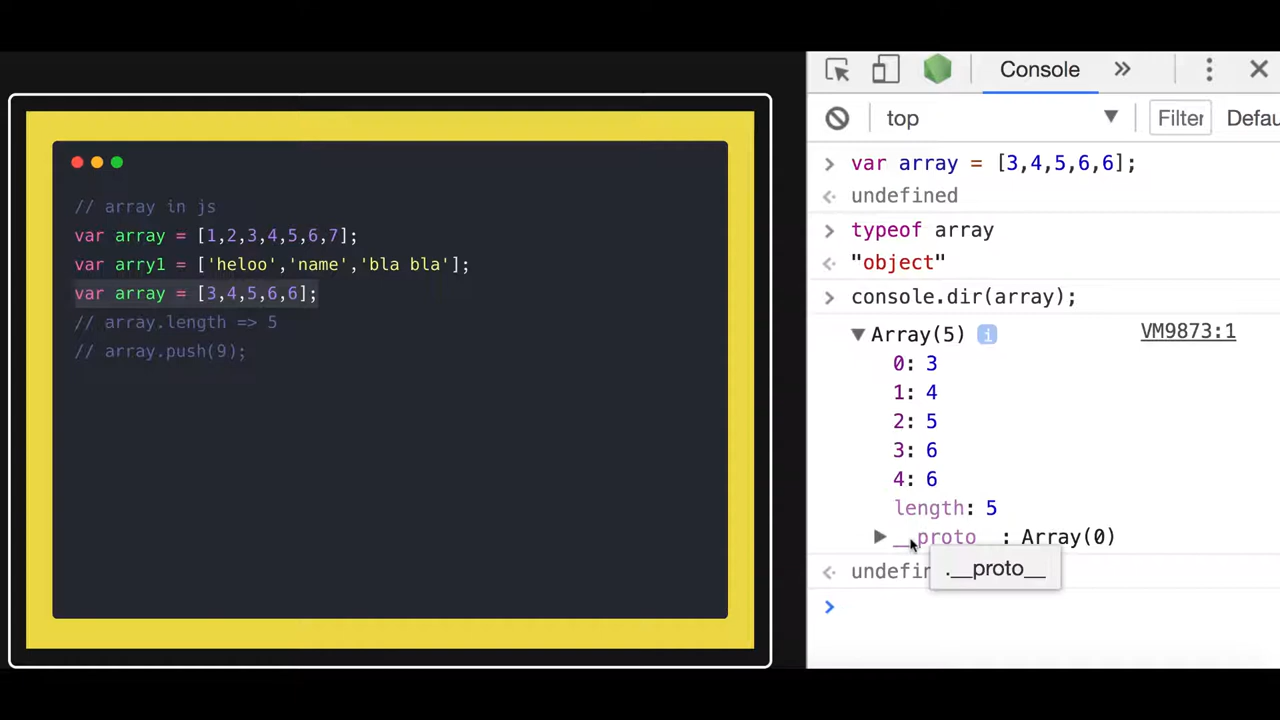 // array in js
var array = [1,2,3,4,5,6,7];
var arry1 = ['heloo','name','bla bla'];
var array = [3,4,5,6,6];
// array.length => 5
// array.push(9);
Console »
top ▼ Filter Defau
> var array = [3,4,5,6,6];
undefined
> typeof array
"object"
> console.dir(array);
▼ Array(5) i VM9873:1
0: 3
1: 4
2: 5
3: 6
4: 6
length: 5
▶ __proto__: Array(0)
undefin
.__proto__
>